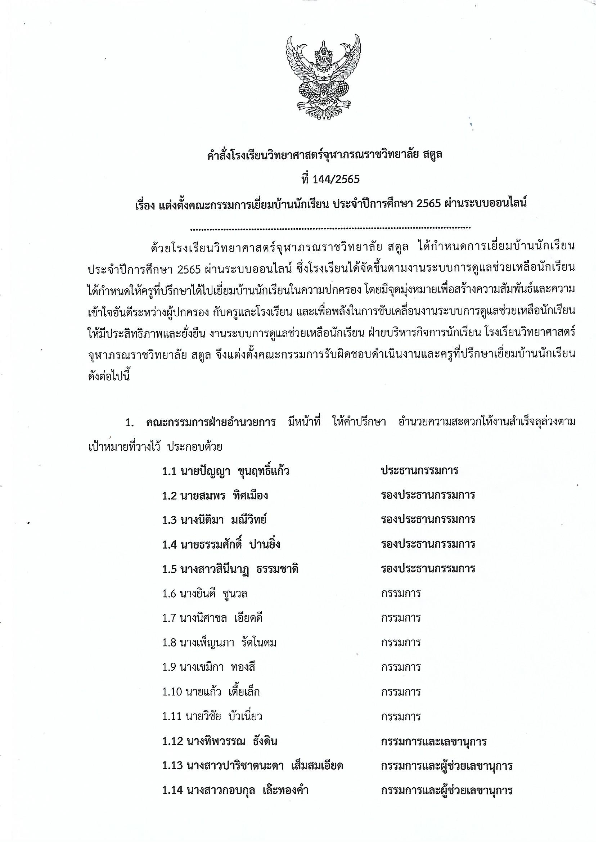 คำสั่งโรงเรียนวิทยาศาสตร์จุฬาภรณราชวิทยาลัย สตูล
ที่ 144/2565
เรื่อง แต่งตั้งคณะกรรมการเยี่ยมบ้านนักเรียน ประจำปีการศึกษา 2565 ผ่านระบบออนไลน์
ด้วยโรงเรียนวิทยาศาสตร์จุฬาภรณราชวิทยาลัย สตูล ได้กำหนดการเยี่ยมบ้านนักเรียน
ประจำปีการศึกษา 2565 ผ่านระบบออนไลน์ ซึ่งโรงเรียนได้จัดขึ้นตามงานระบบการดูแลช่วยเหลือนักเรียน
ได้กำหนดให้ครูที่ปรึกษาได้ไปเยี่ยมบ้านนักเรียนในความปกครอง โดยมีจุดมุ่งหมายเพื่อสร้างความสัมพันธ์และความ
เข้าใจอันดีระหว่างผู้ปกครอง กับครูและโรงเรียน และเพื่อพลังในการขับเคลื่อนงานระบบการดูแลช่วยเหลือนักเรียน
ให้มีประสิทธิภาพและยั่งยืน งานระบบการดูแลช่วยเหลือนักเรียน ฝ่ายบริหารกิจการนักเรียน โรงเรียนวิทยาศาสตร์
จุฬาภรณราชวิทยาลัย สตูล จึงแต่งตั้งคณะกรรมการรับผิดชอบดำเนินงานและครูที่ปรึกษาเยี่ยมบ้านนักเรียน
ดังต่อไปนี้
1. คณะกรรมการฝ่ายอำนวยการ มีหน้าที่ ให้คำปรึกษา อำนวยความสะดวกให้งานสำเร็จลุล่วงตาม
เป้าหมายที่วางไว้ ประกอบด้วย
1.1 นายปัญญา ขุนฤทธิ์แก้ว ประธานกรรมการ
1.2 นายสมพร ทิศเมือง รองประธานกรรมการ
1.3 นางนิติมา มณีวิทย์ รองประธานกรรมการ
1.4 นายธรรมศักดิ์ ปานยิ่ง รองประธานกรรมการ
1.5 นางสาวสินีนาฏ ธรรมชาติ รองประธานกรรมการ
1.6 นางยินดี ชูนวล กรรมการ
1.7 นางนิศาชล เอียดดี กรรมการ
1.8 นางเพ็ญนภา รัตโนดม กรรมการ
1.9 นางเขมิกา ทองสี กรรมการ
1.10 นายแก้ว เตี้ยเล็ก กรรมการ
1.11 นายวิชัย บัวเนี่ยว กรรมการ
1.12 นางทิพวรรณ ธังดิน กรรมการและเลขานุการ
1.13 นางสาวปาริชาตนะดา เส็มสมเอียด กรรมการและผู้ช่วยเลขานุการ
1.14 นางสาวกอบกุล เล๊ะทองคำ กรรมการและผู้ช่วยเลขานุการ